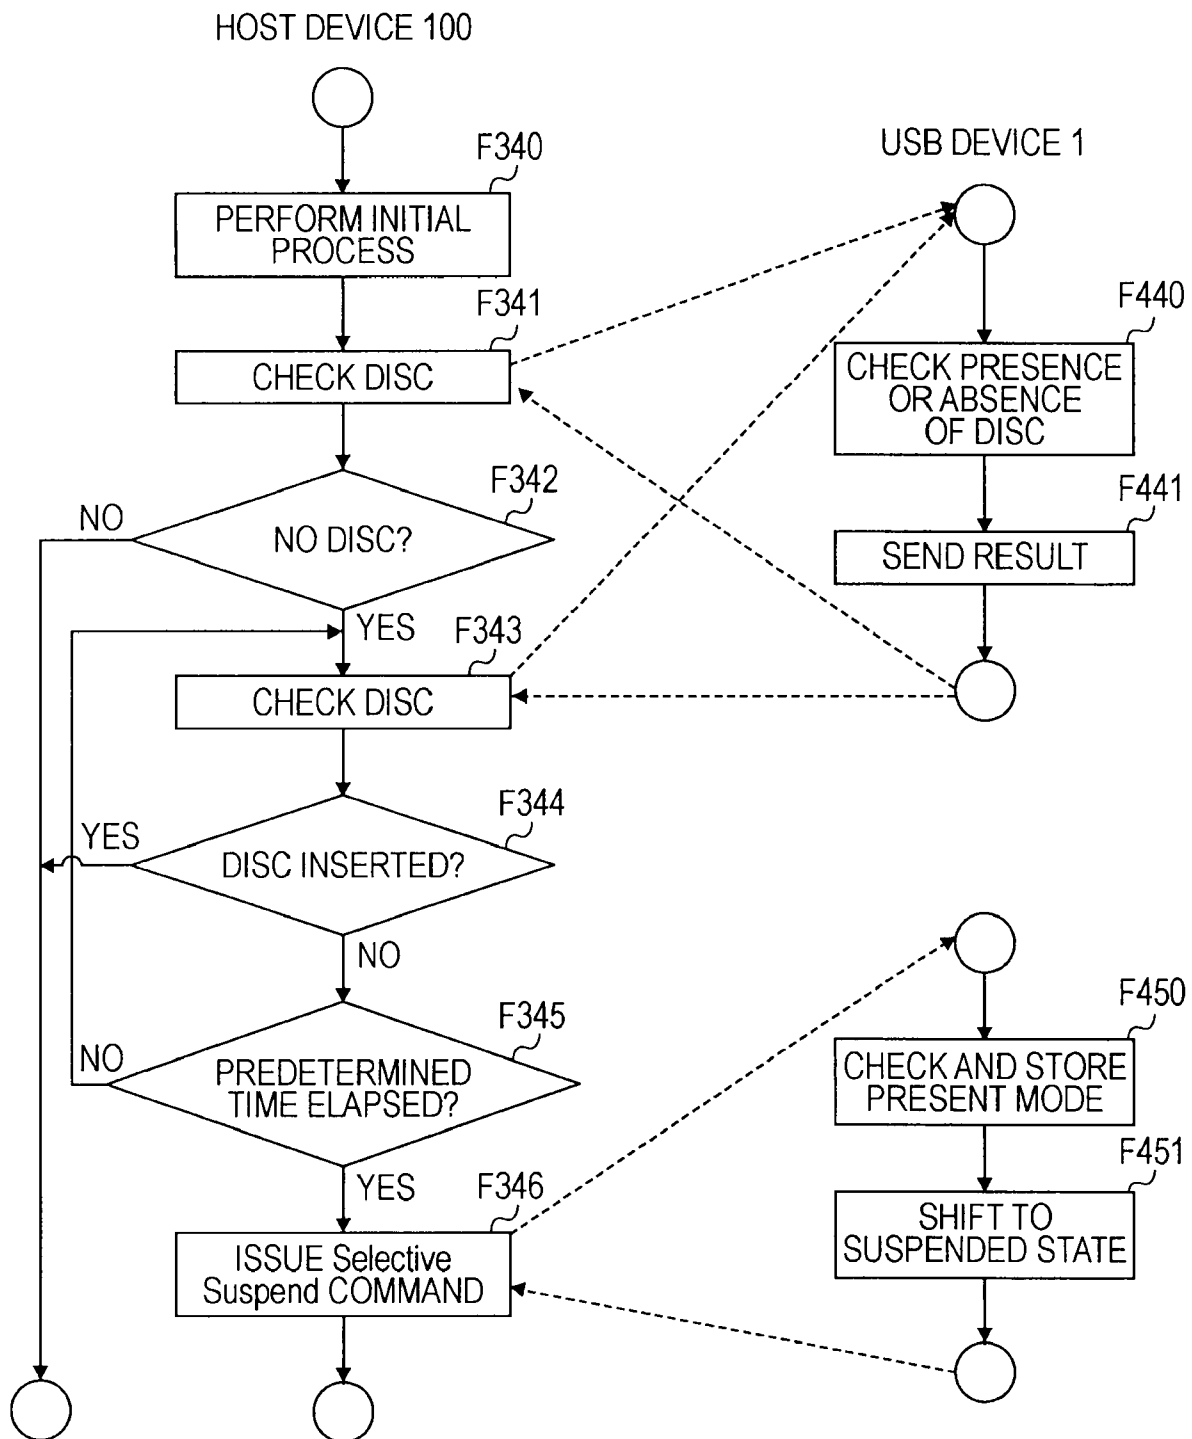 HOST DEVICE 100
F340
PERFORM INITIAL
PROCESS
F341
CHECK DISC
F342
NO DISC?
NO
YES
F343
CHECK DISC
F344
DISC INSERTED?
YES
NO
F345
PREDETERMINED
TIME ELAPSED?
NO
YES
F346
ISSUE Selective
Suspend COMMAND
USB DEVICE 1
F440
CHECK PRESENCE
OR ABSENCE
OF DISC
F441
SEND RESULT
F450
CHECK AND STORE
PRESENT MODE
F451
SHIFT TO
SUSPENDED STATE